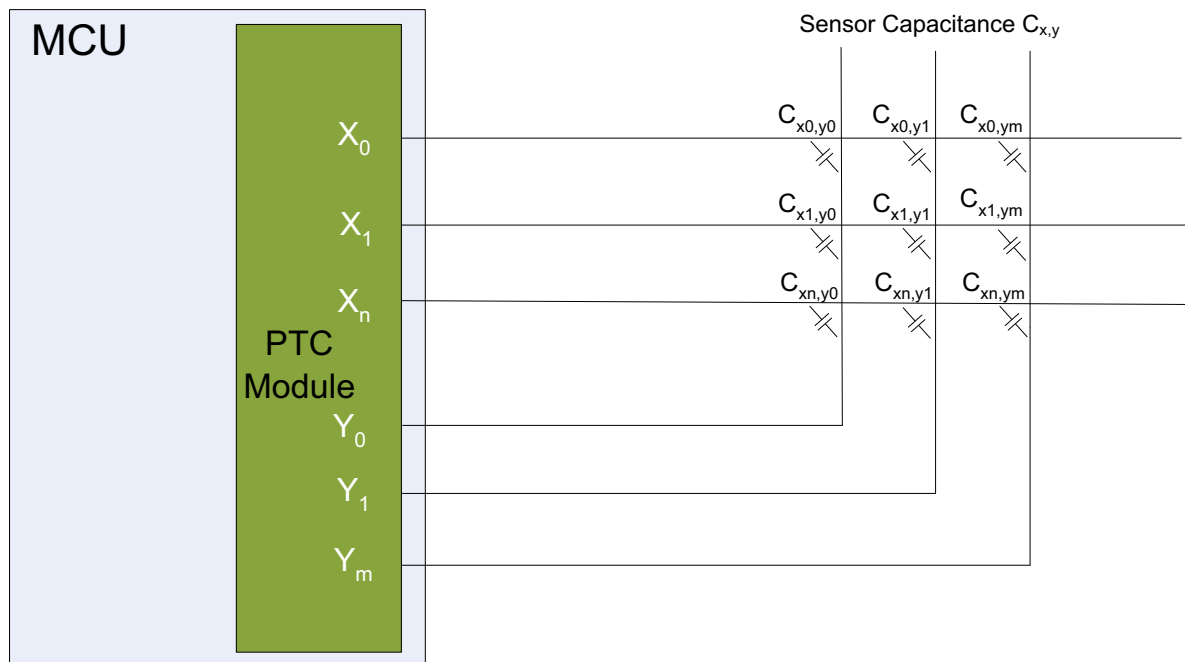 MCU
Sensor Capacitance Cx,y
X0
Cx0,y0 Cx0,y1 Cx0,ym
X1
Cx1,y0 Cx1,y1 Cx1,ym
Xn
Cxn,y0 Cxn,y1 Cxn,ym
PTC
Module
Y0
Y1
Ym